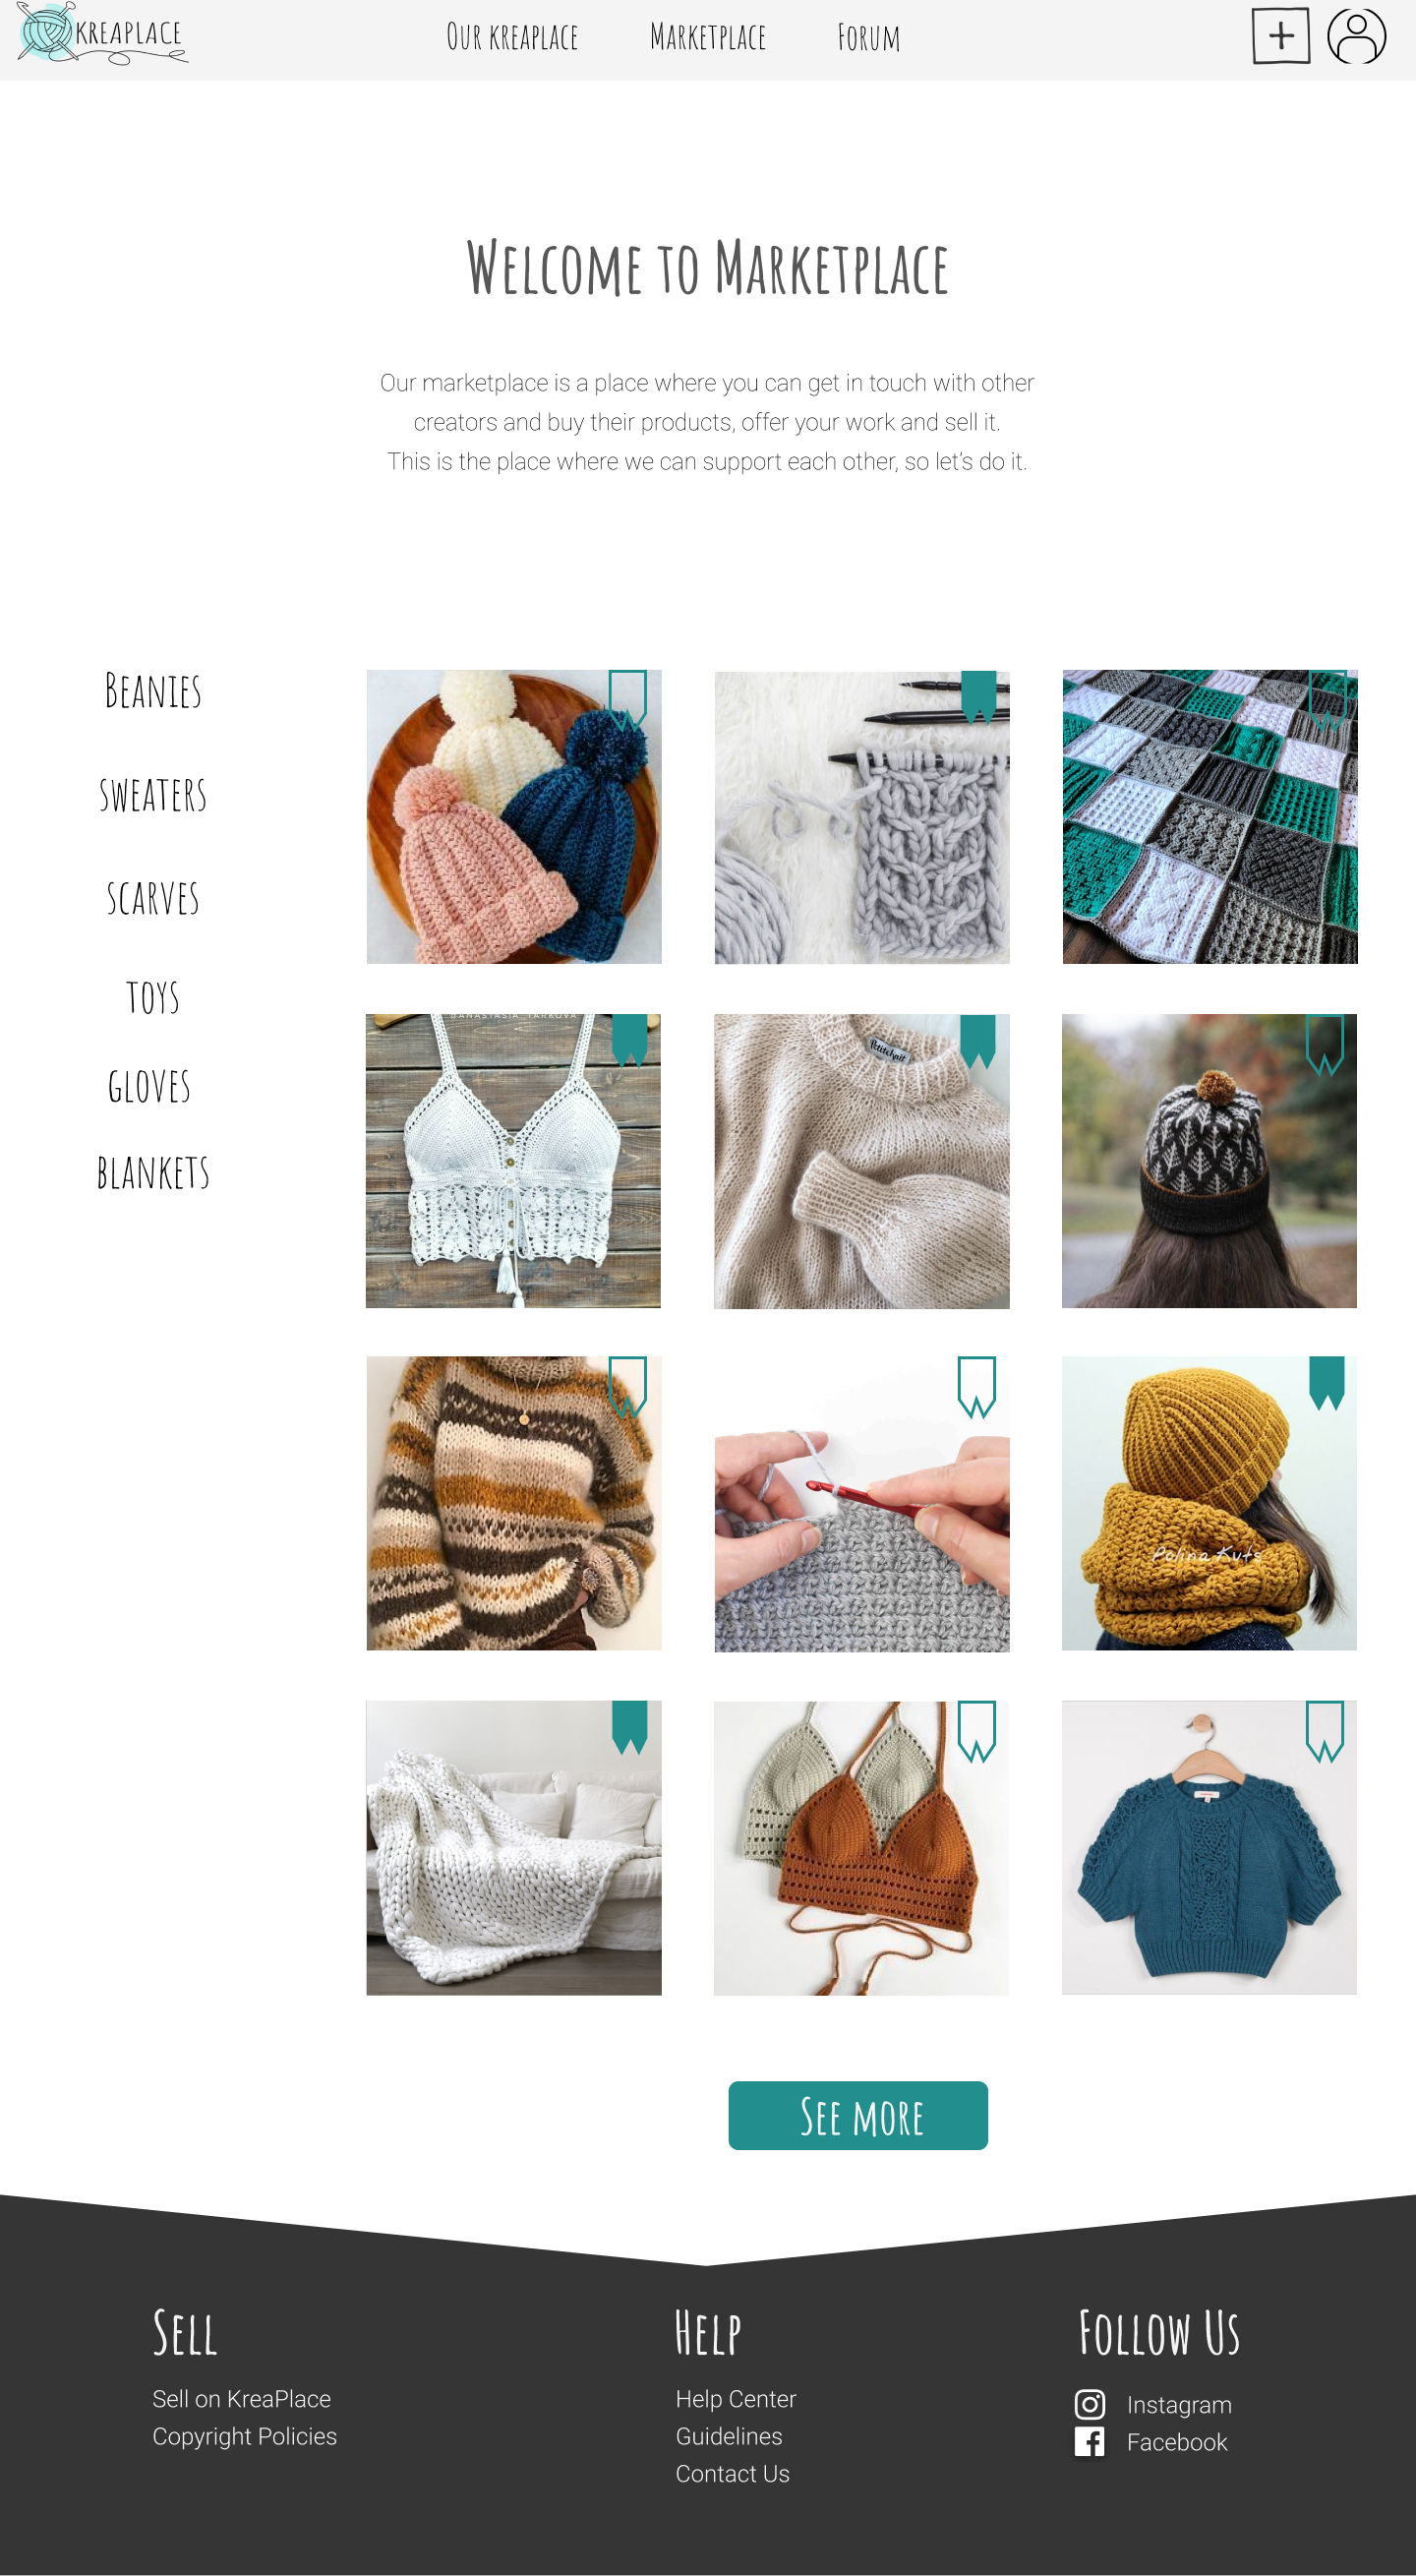 KREAPLACE
Our kreaplace
Marketplace
Forum
Welcome to Marketplace
Our marketplace is a place where you can get in touch with other
creators and buy their products, offer your work and sell it.
This is the place where we can support each other, so let's do it.
Beanies
sweaters
scarves
toys
gloves
blankets
Petiteknit
Polina Kuts
See more
Sell
Sell on KreaPlace
Copyright Policies
Help
Help Center
Guidelines
Contact Us
Follow Us
Instagram
Facebook